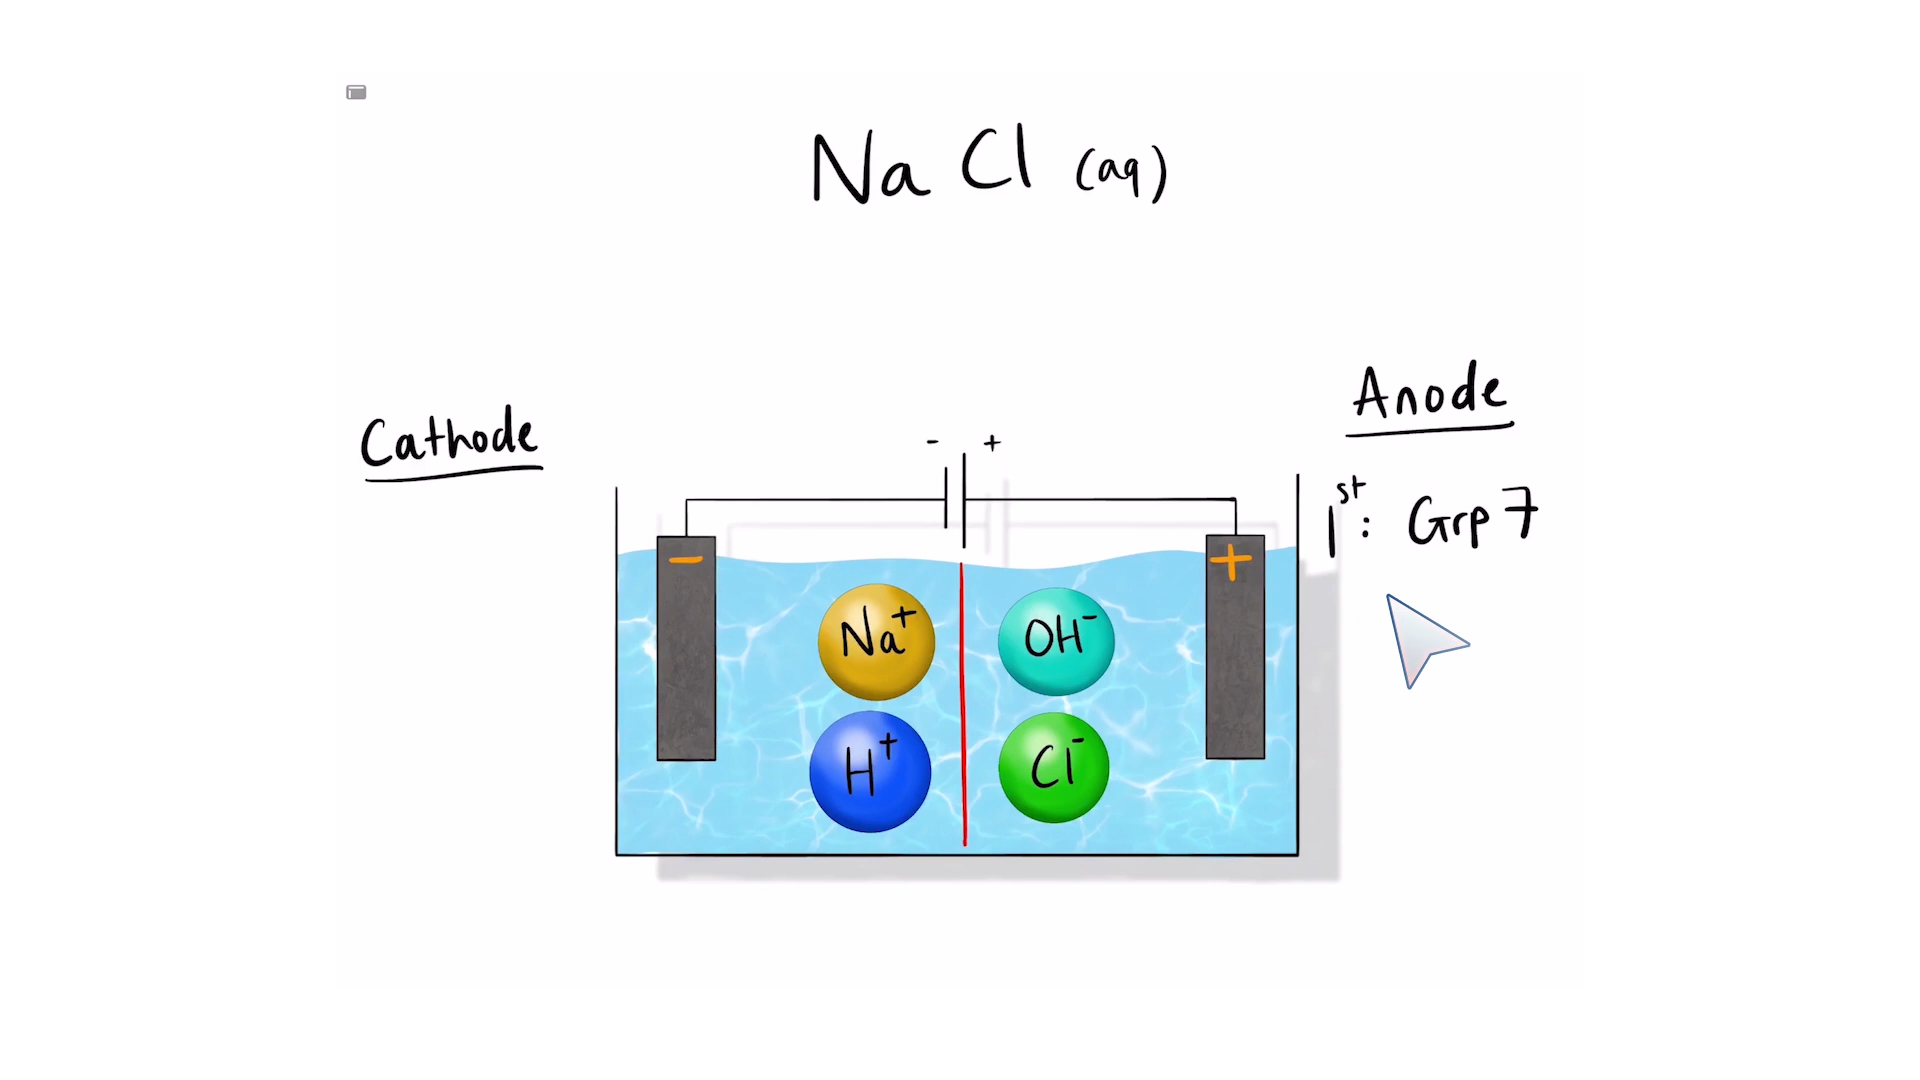 NaCl (aq)
Cathode
Anode
1st: Grp 7
- +
- +
Na+
OH-
H+
Cl-